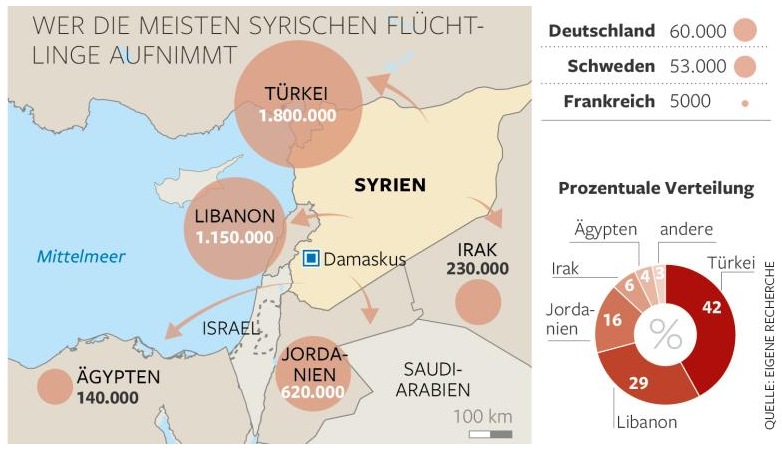 WER DIE MEISTEN SYRISCHEN FLÜCHT-
LINGE AUFNIMMT
TÜRKEI
1.800.000
SYRIEN
LIBANON
1.150.000
Mittelmeer
Damaskus
IRAK
230.000
ISRAEL
JORDA-
NIEN
620.000
ÄGYPTEN
140.000
SAUDI-
ARABIEN
100 km
Deutschland 60.000
Schweden 53.000
Frankreich 5000
Prozentuale Verteilung
Ägypten andere
Irak Türkei
6 4 3
42
Jorda-
nien
16
%
29
Libanon
QUELLE: EIGENE RECHERCHE